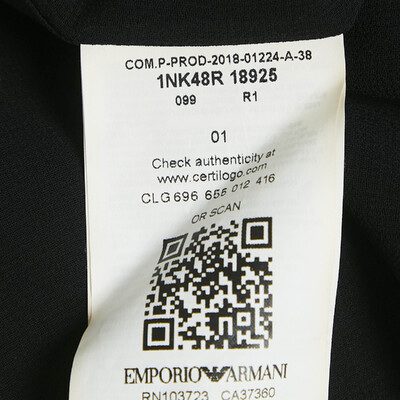 COM.P-PROD-2018-01224-A-38
1NK48R 18925
099 R1
01
Check authenticity at
www.certilogo.com
CLG 696 655 012 416
OR SCAN
EMPORIO ARMANI
RN103723 CA37360